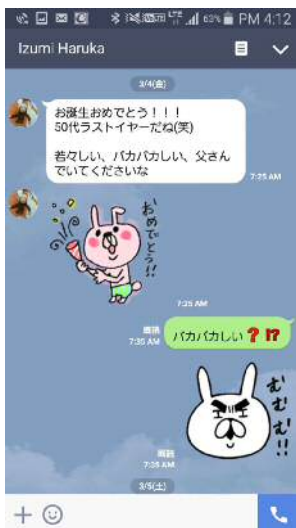 63% PM 4:12
Izumi Haruka
3/4(金)
お誕生おめでとう！！！
50代ラストイヤーだね(笑)
若々しい、バカバカしい、父さん
でいてくださいな
7:25 AM
おめでとう!!
7:25 AM
既読
7:35 AM
バカバカしい❓⁉
むむむ!!
既読
7:35 AM
3/5(土)